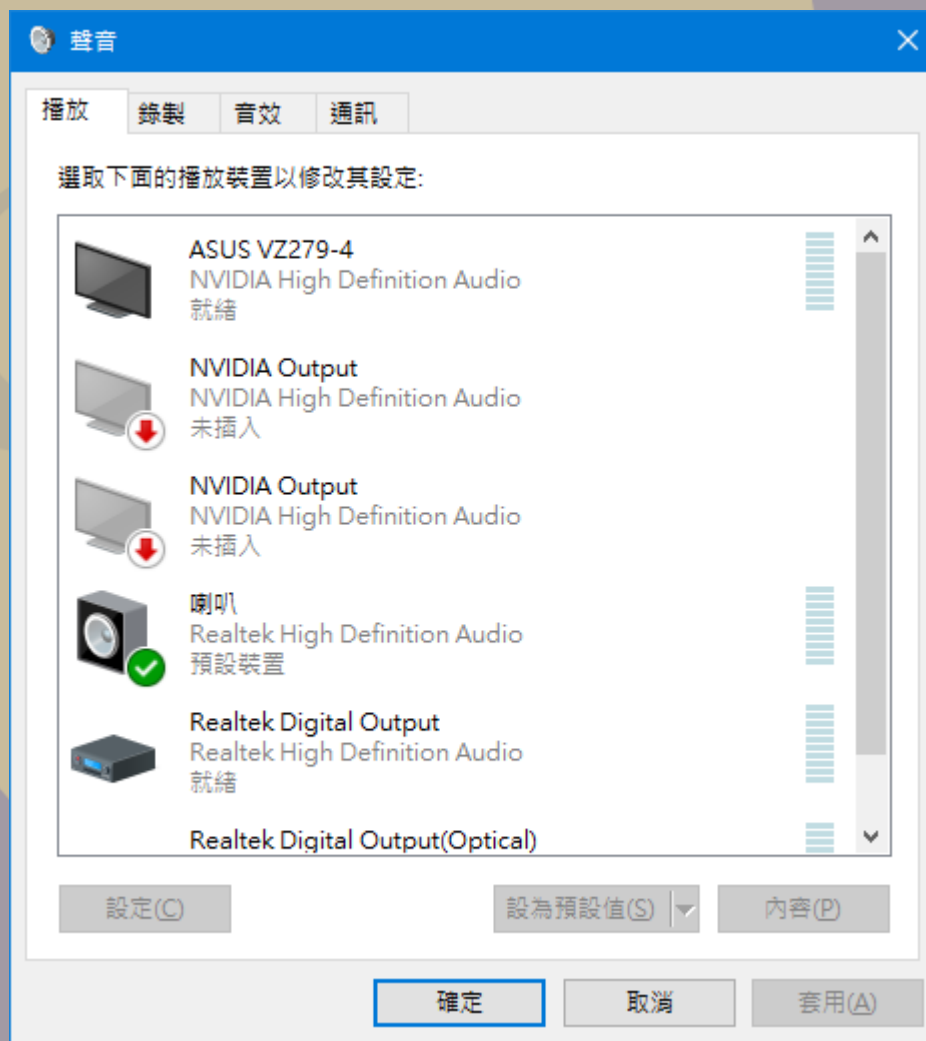 聲音
播放 錄製 音效 通訊
選取下面的播放裝置以修改其設定:
ASUS VZ279-4
NVIDIA High Definition Audio
就緒
NVIDIA Output
NVIDIA High Definition Audio
未插入
NVIDIA Output
NVIDIA High Definition Audio
未插入
喇叭
Realtek High Definition Audio
預設裝置
Realtek Digital Output
Realtek High Definition Audio
就緒
Realtek Digital Output(Optical)
設定(C) 設為預設值(S) 內容(P)
確定 取消 套用(A)